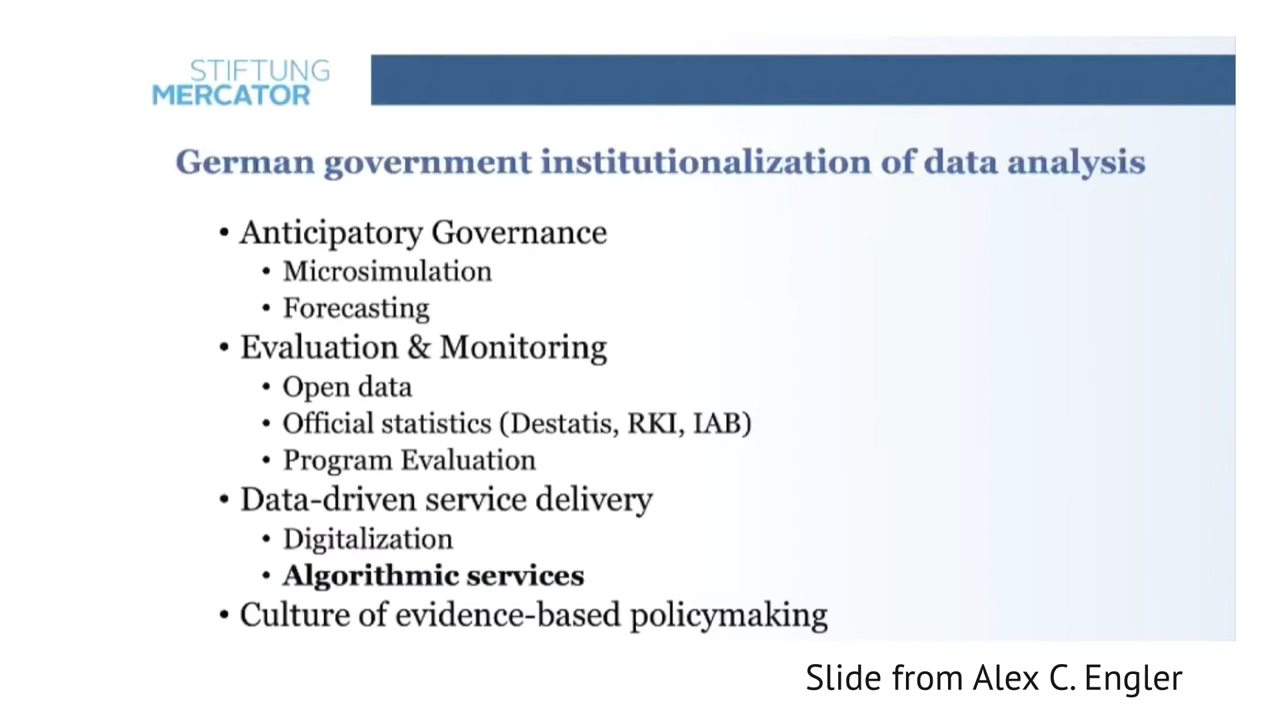 STIFTUNG
MERCATOR
German government institutionalization of data analysis
• Anticipatory Governance
• Microsimulation
• Forecasting
• Evaluation & Monitoring
• Open data
• Official statistics (Destatis, RKI, IAB)
• Program Evaluation
• Data-driven service delivery
• Digitalization
• Algorithmic services
• Culture of evidence-based policymaking
Slide from Alex C. Engler